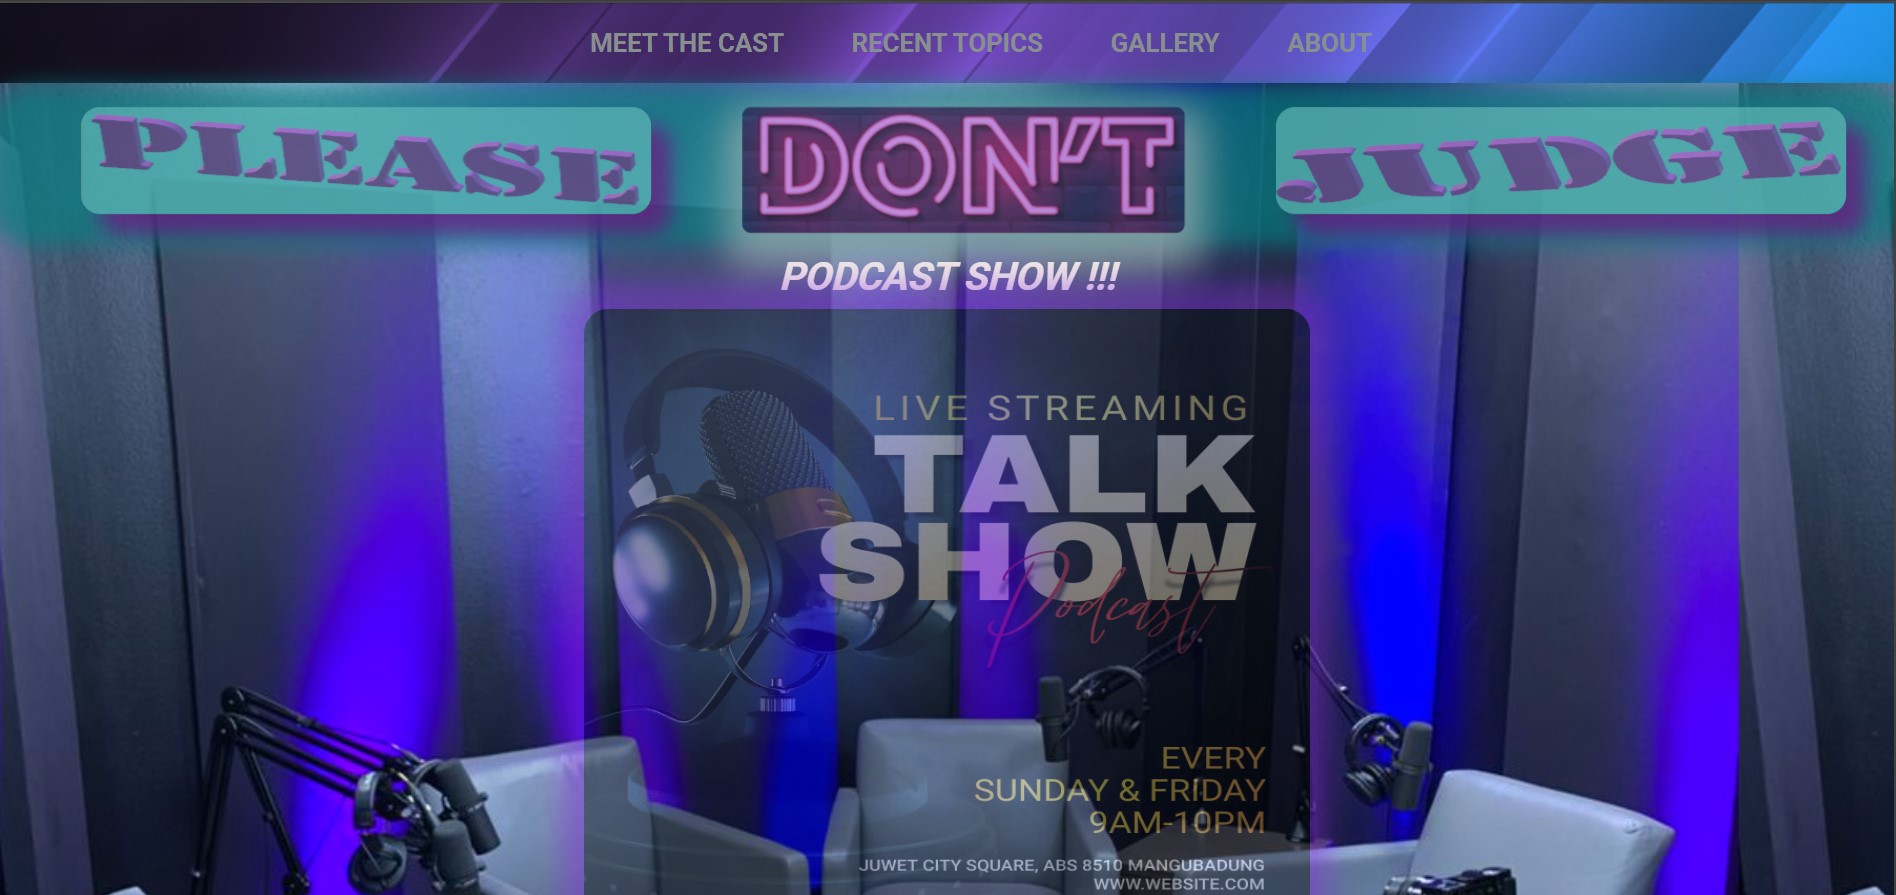 MEET THE CAST RECENT TOPICS GALLERY ABOUT
PLEASE DON'T JUDGE
PODCAST SHOW !!!
LIVE STREAMING
TALK
SHOW
Podcast
EVERY
SUNDAY & FRIDAY
9AM-10PM
JUWET CITY SQUARE, ABS 8510 MANGUBADUNG
WWW.WEBSITE.COM